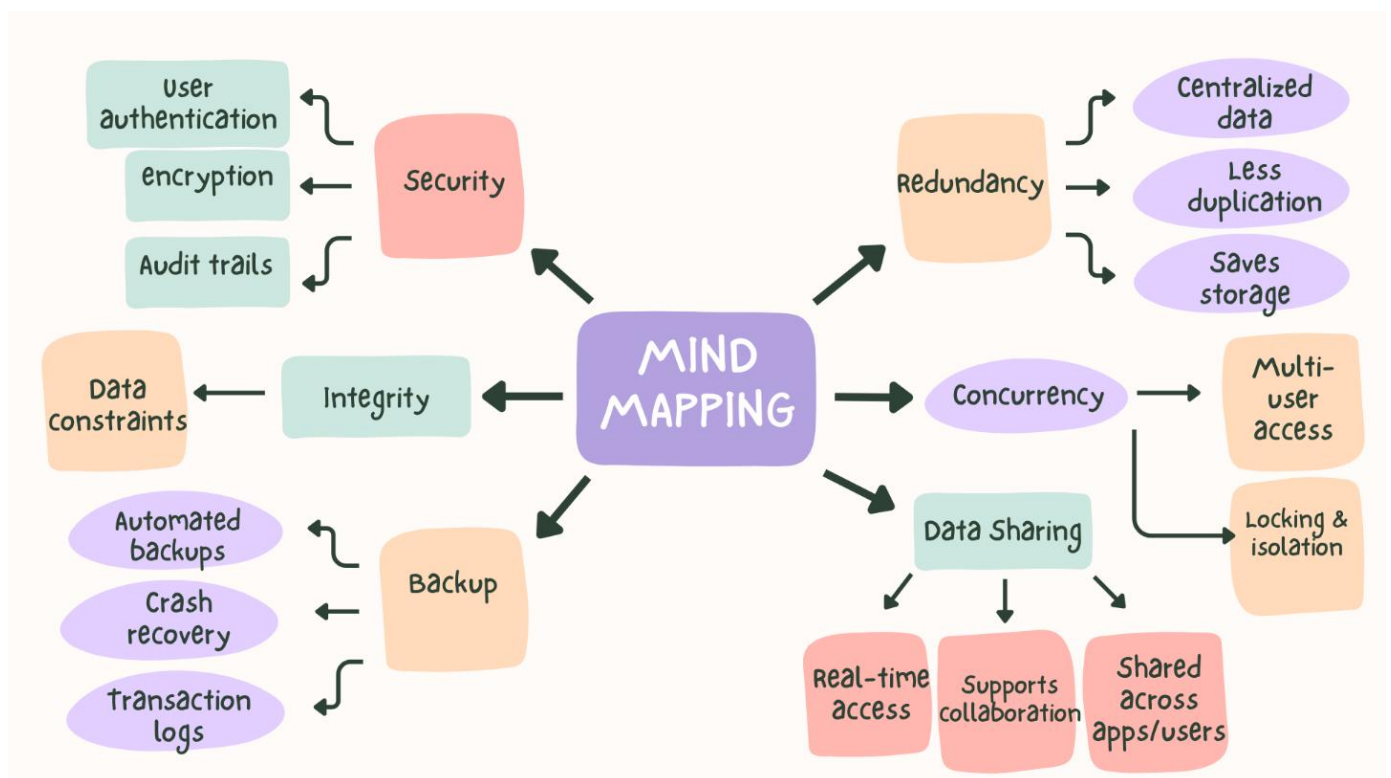 User
authentication
encryption
Audit trails
Security
Redundancy
Centralized
data
Less
duplication
Saves
storage
MIND
MAPPING
Data
constraints
Integrity
Concurrency
Multi-
user
access
Locking &
isolation
Automated
backups
Crash
recovery
Transaction
logs
Backup
Data Sharing
Real-time
access
Supports
collaboration
Shared
across
apps/users